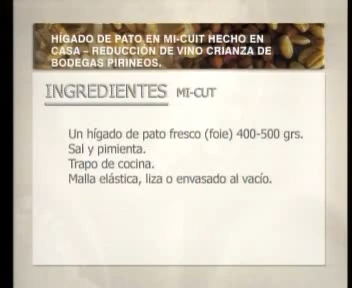 HÍGADO DE PATO EN MI-CUIT HECHO EN
CASA – REDUCCIÓN DE VINO CRIANZA DE
BODEGAS PIRINEOS.
INGREDIENTES MI-CUT
Un hígado de pato fresco (foie) 400-500 grs.
Sal y pimienta.
Trapo de cocina.
Malla elástica, liza o envasado al vacío.